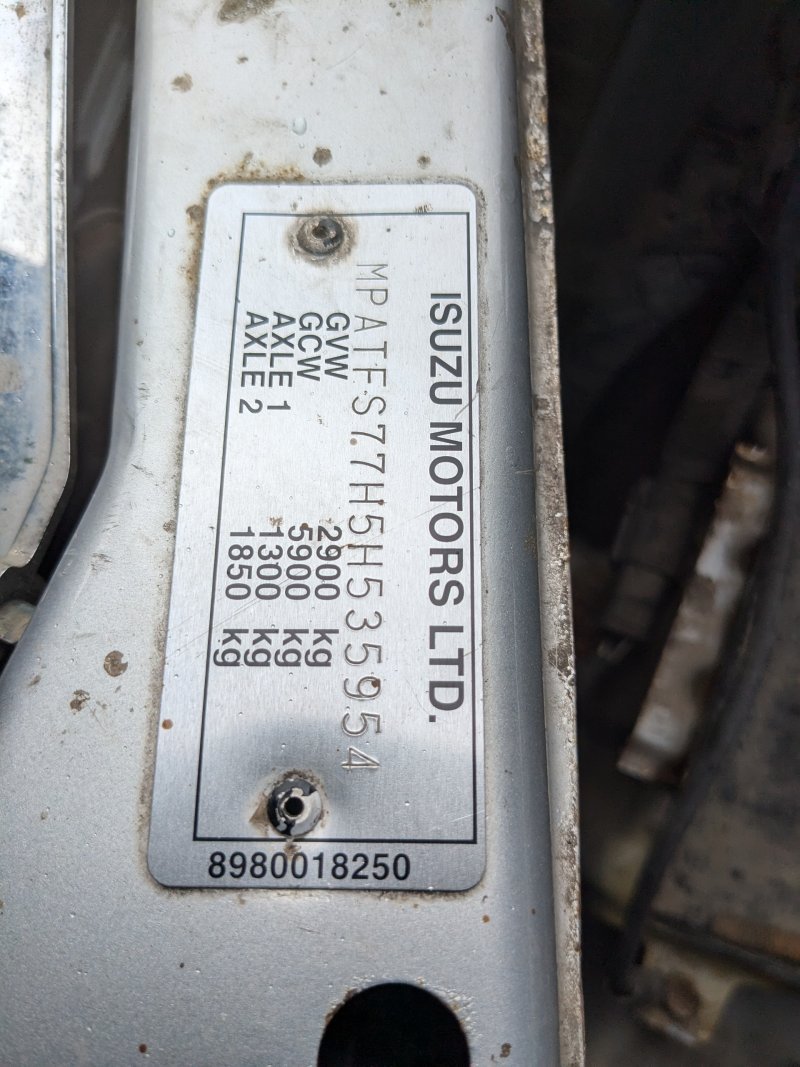 ISUZU MOTORS LTD.
MPATFS77H5H535954
GVW 2900 kg
GCW 5900 kg
AXLE 1 1300 kg
AXLE 2 1850 kg
8980018250